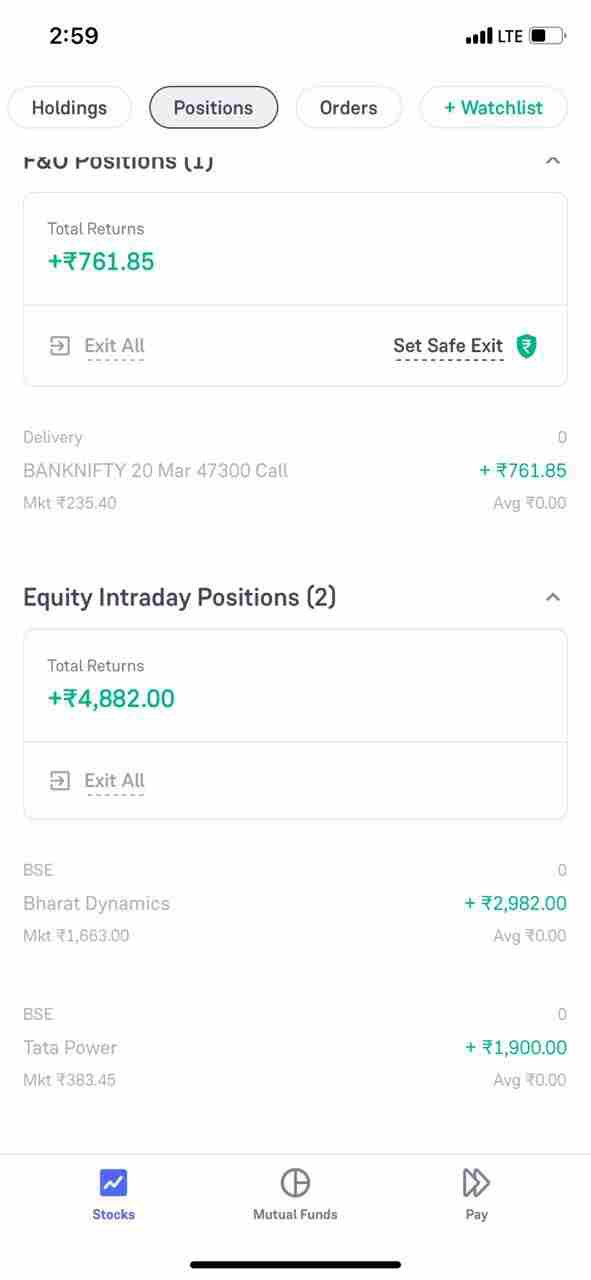 2:59 LTE
Holdings Positions Orders + Watchlist
F&O Positions (1)
Total Returns
+₹761.85
Exit All Set Safe Exit ₹
Delivery 0
BANKNIFTY 20 Mar 47300 Call + ₹761.85
Mkt ₹235.40 Avg ₹0.00
Equity Intraday Positions (2)
Total Returns
+₹4,882.00
Exit All
BSE 0
Bharat Dynamics + ₹2,982.00
Mkt ₹1,663.00 Avg ₹0.00
BSE 0
Tata Power + ₹1,900.00
Mkt ₹383.45 Avg ₹0.00
Stocks Mutual Funds Pay